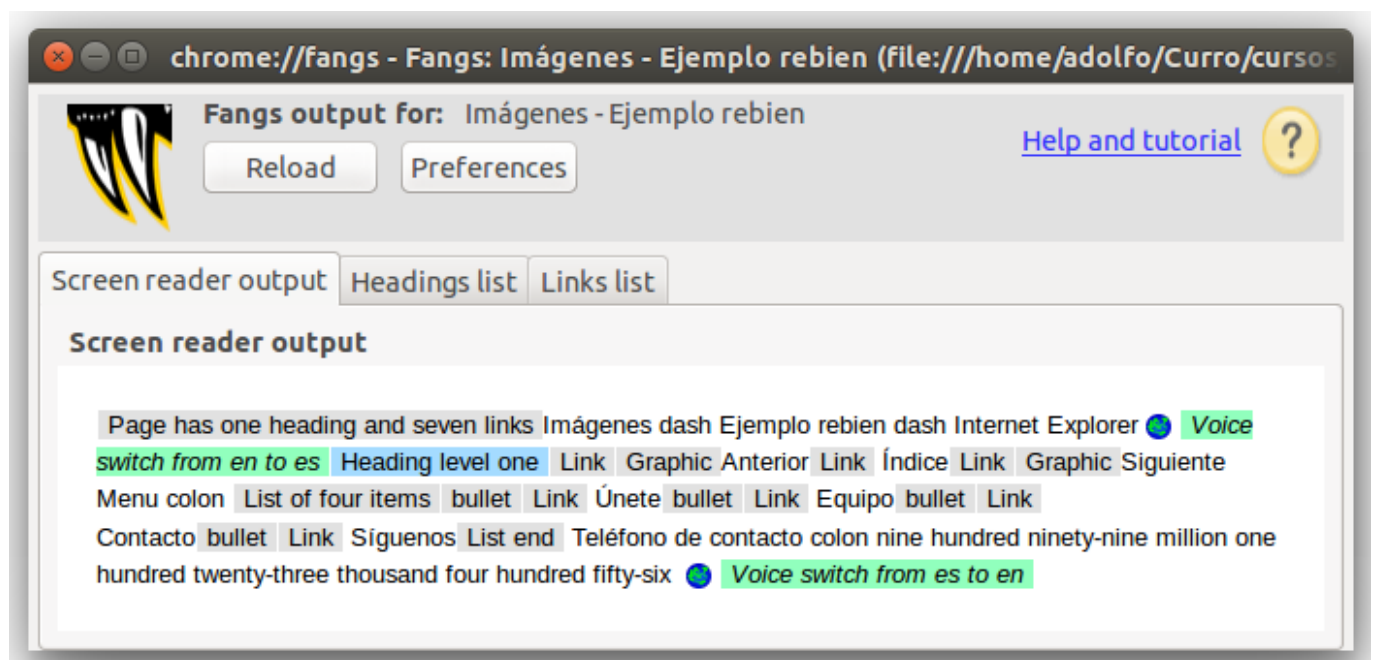 chrome://fangs - Fangs: Imágenes - Ejemplo rebien (file:///home/adolfo/Curro/cursos
Fangs output for: Imágenes - Ejemplo rebien
Reload Preferences
Help and tutorial ?
Screen reader output Headings list Links list
Screen reader output
Page has one heading and seven links Imágenes dash Ejemplo rebien dash Internet Explorer Voice
switch from en to es Heading level one Link Graphic Anterior Link Índice Link Graphic Siguiente
Menu colon List of four items bullet Link Únete bullet Link Equipo bullet Link
Contacto bullet Link Síguenos List end Teléfono de contacto colon nine hundred ninety-nine million one
hundred twenty-three thousand four hundred fifty-six Voice switch from es to en